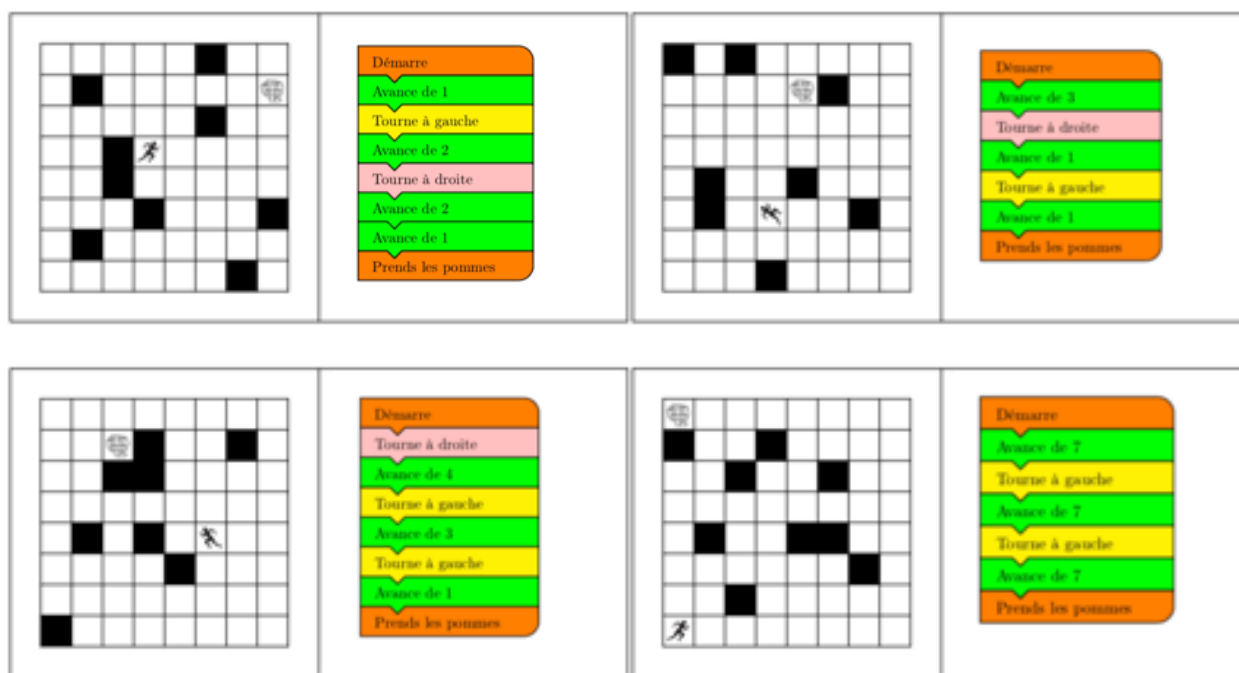 Démarre
Avance de 1
Tourne à gauche
Avance de 2
Tourne à droite
Avance de 2
Avance de 1
Prends les pommes
Démarre
Avance de 3
Tourne à droite
Avance de 1
Tourne à gauche
Avance de 1
Prends les pommes
Démarre
Tourne à droite
Avance de 4
Tourne à gauche
Avance de 3
Tourne à gauche
Avance de 1
Prends les pommes
Démarre
Avance de 7
Tourne à gauche
Avance de 7
Tourne à gauche
Avance de 7
Prends les pommes